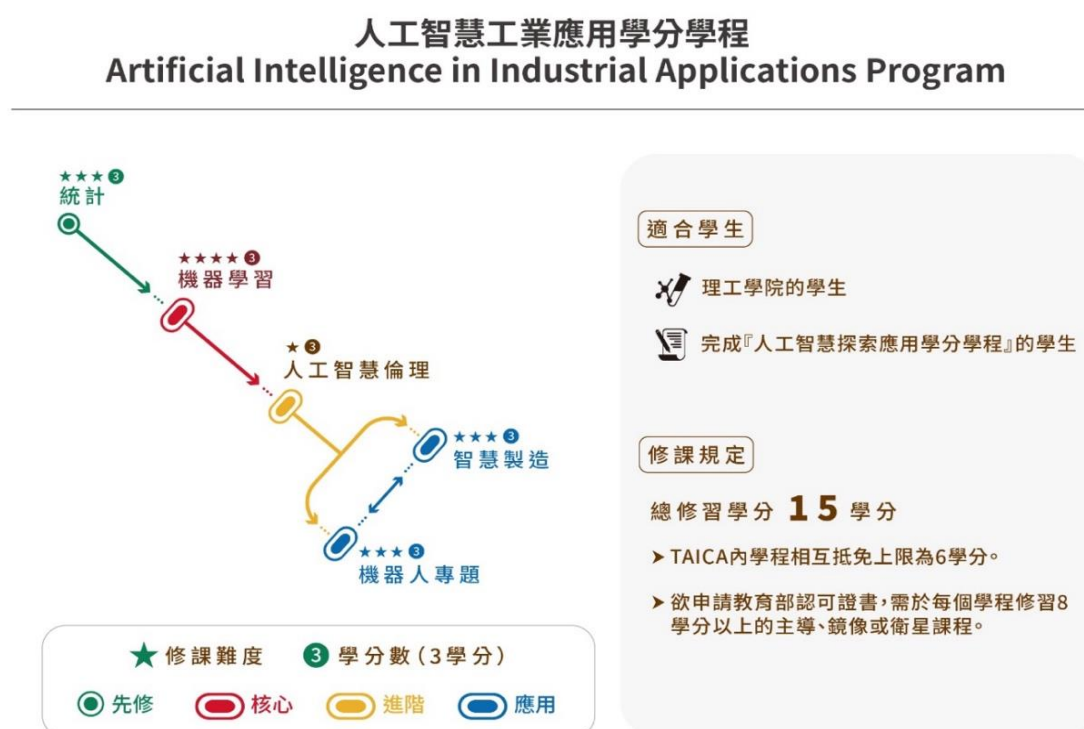 人工智慧工業應用學分學程
Artificial Intelligence in Industrial Applications Program
★★★❸
統計
★★★★❸
機器學習
★❸
人工智慧倫理
★★★❸
智慧製造
★★★❸
機器人專題
★修課難度 ❸學分數(3學分)
先修 核心 進階 應用
適合學生
理工學院的學生
完成『人工智慧探索應用學分學程』的學生
修課規定
總修習學分 15 學分
➤TAICA內學程相互抵免上限為6學分。
➤欲申請教育部認可證書,需於每個學程修習8
學分以上的主導、鏡像或衛星課程。